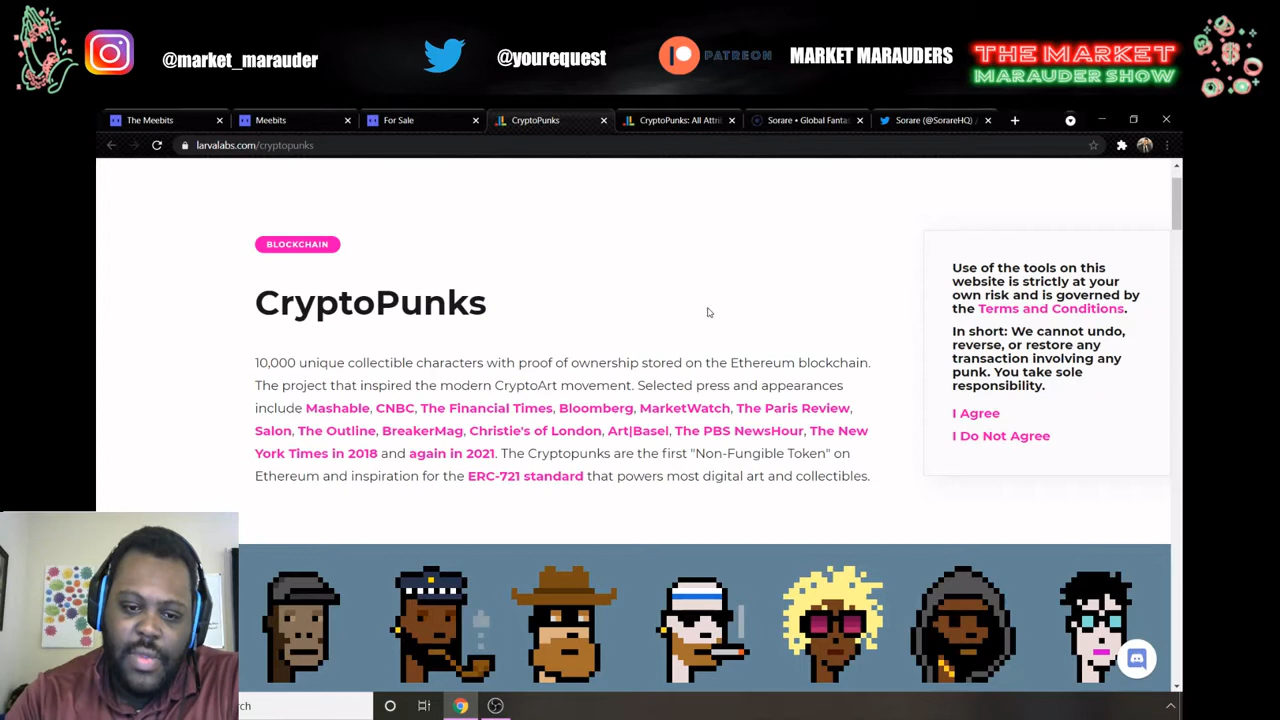 @market_marauder
@yourequest
PATREON
MARKET MARAUDERS
THE MARKET
MARAUDER SHOW
The Meebits
Meebits
For Sale
CryptoPunks
CryptoPunks: All Attri
Sorare • Global Fantas
Sorare (@SorareHQ)
larvalabs.com/cryptopunks
BLOCKCHAIN
CryptoPunks
10,000 unique collectible characters with proof of ownership stored on the Ethereum blockchain.
The project that inspired the modern CryptoArt movement. Selected press and appearances
include Mashable, CNBC, The Financial Times, Bloomberg, MarketWatch, The Paris Review,
Salon, The Outline, BreakerMag, Christie's of London, Art|Basel, The PBS NewsHour, The New
York Times in 2018 and again in 2021. The Cryptopunks are the first "Non-Fungible Token" on
Ethereum and inspiration for the ERC-721 standard that powers most digital art and collectibles.
Use of the tools on this
website is strictly at your
own risk and is governed by
the Terms and Conditions.
In short: We cannot undo,
reverse, or restore any
transaction involving any
punk. You take sole
responsibility.
I Agree
I Do Not Agree
rch